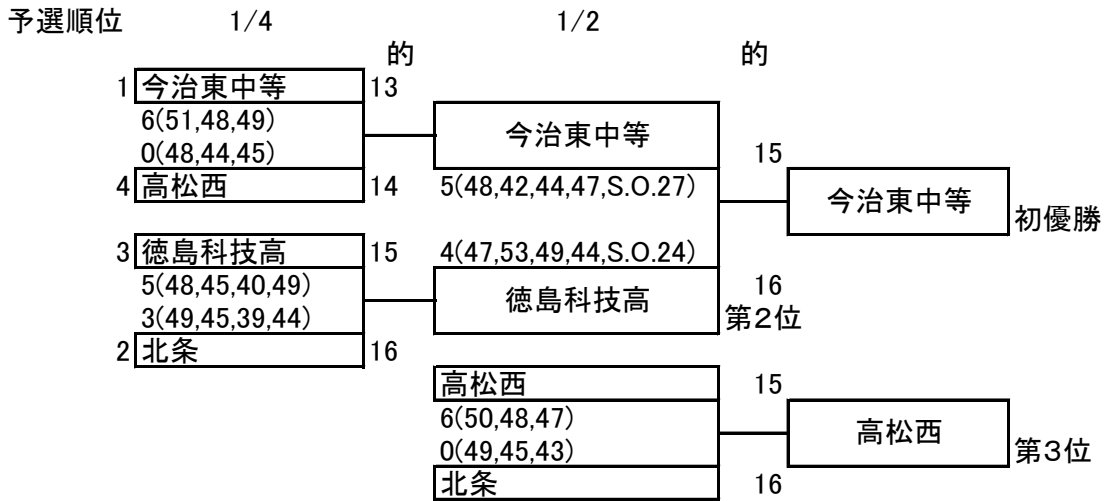 予選順位 1/4 1/2
的 的
1 今治東中等 13
6(51,48,49)
0(48,44,45)
4 高松西 14
今治東中等 15
5(48,42,44,47,S.O.27)
今治東中等
初優勝
3 徳島科技高 15
5(48,45,40,49)
3(49,45,39,44)
2 北条 16
4(47,53,49,44,S.O.24)
徳島科技高 16
第2位
高松西 15
6(50,48,47)
0(49,45,43)
北条 16
高松西
第3位